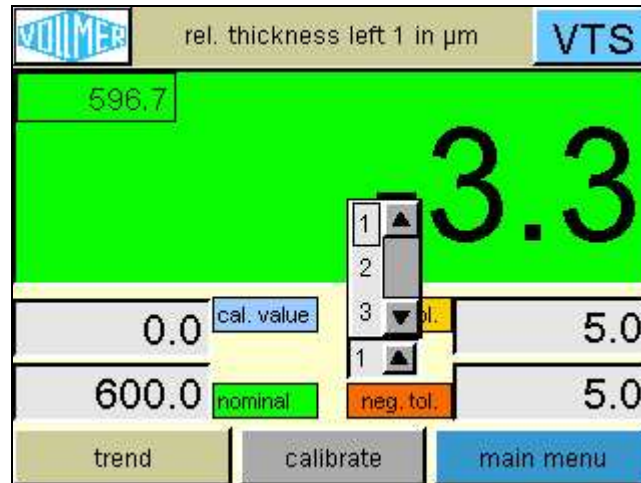 VOLLMER
rel. thickness left 1 in µm
VTS
596.7
3.3
1
2
3
1
0.0
cal. value
ol.
5.0
600.0
nominal
neg. tol.
5.0
trend
calibrate
main menu